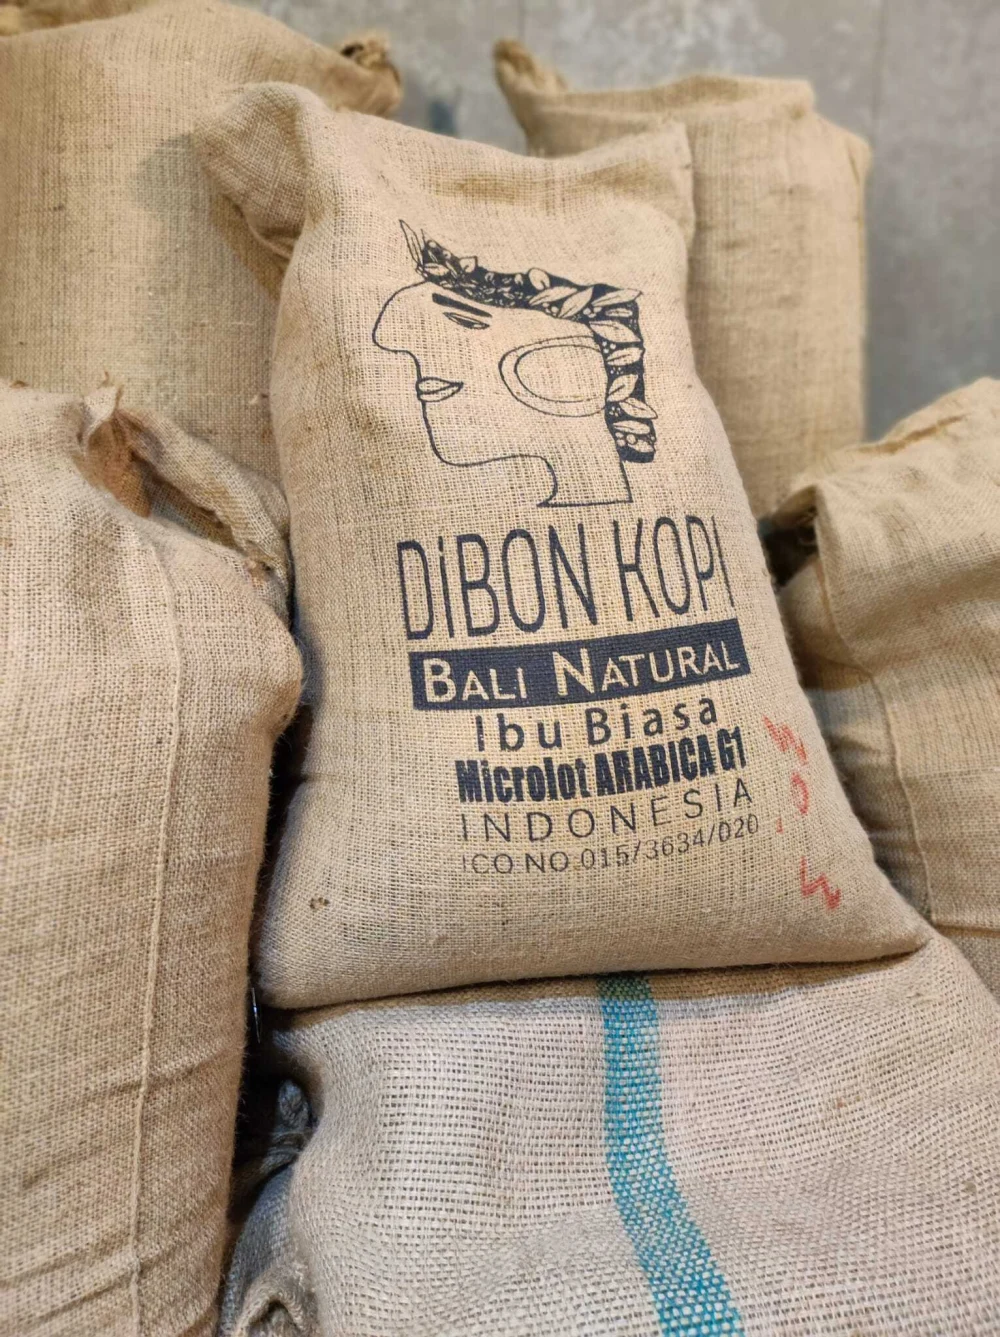 DiBON KOPI
BALI NATURAL
Ibu Biasa
Microlot ARABICA G1
INDONESIA
ICO NO.015/3634/020